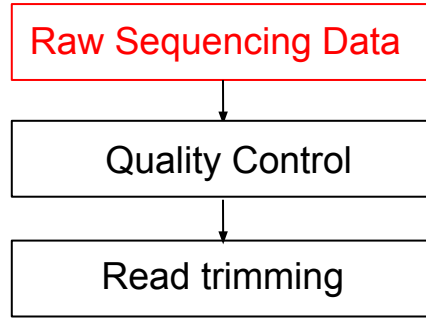 Raw Sequencing Data
Quality Control
Read trimming